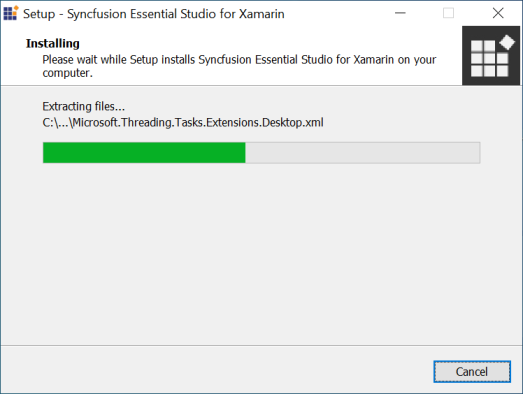 Setup - Syncfusion Essential Studio for Xamarin
Installing
Please wait while Setup installs Syncfusion Essential Studio for Xamarin on your
computer.
Extracting files...
C:\...\Microsoft.Threading.Tasks.Extensions.Desktop.xml
Cancel